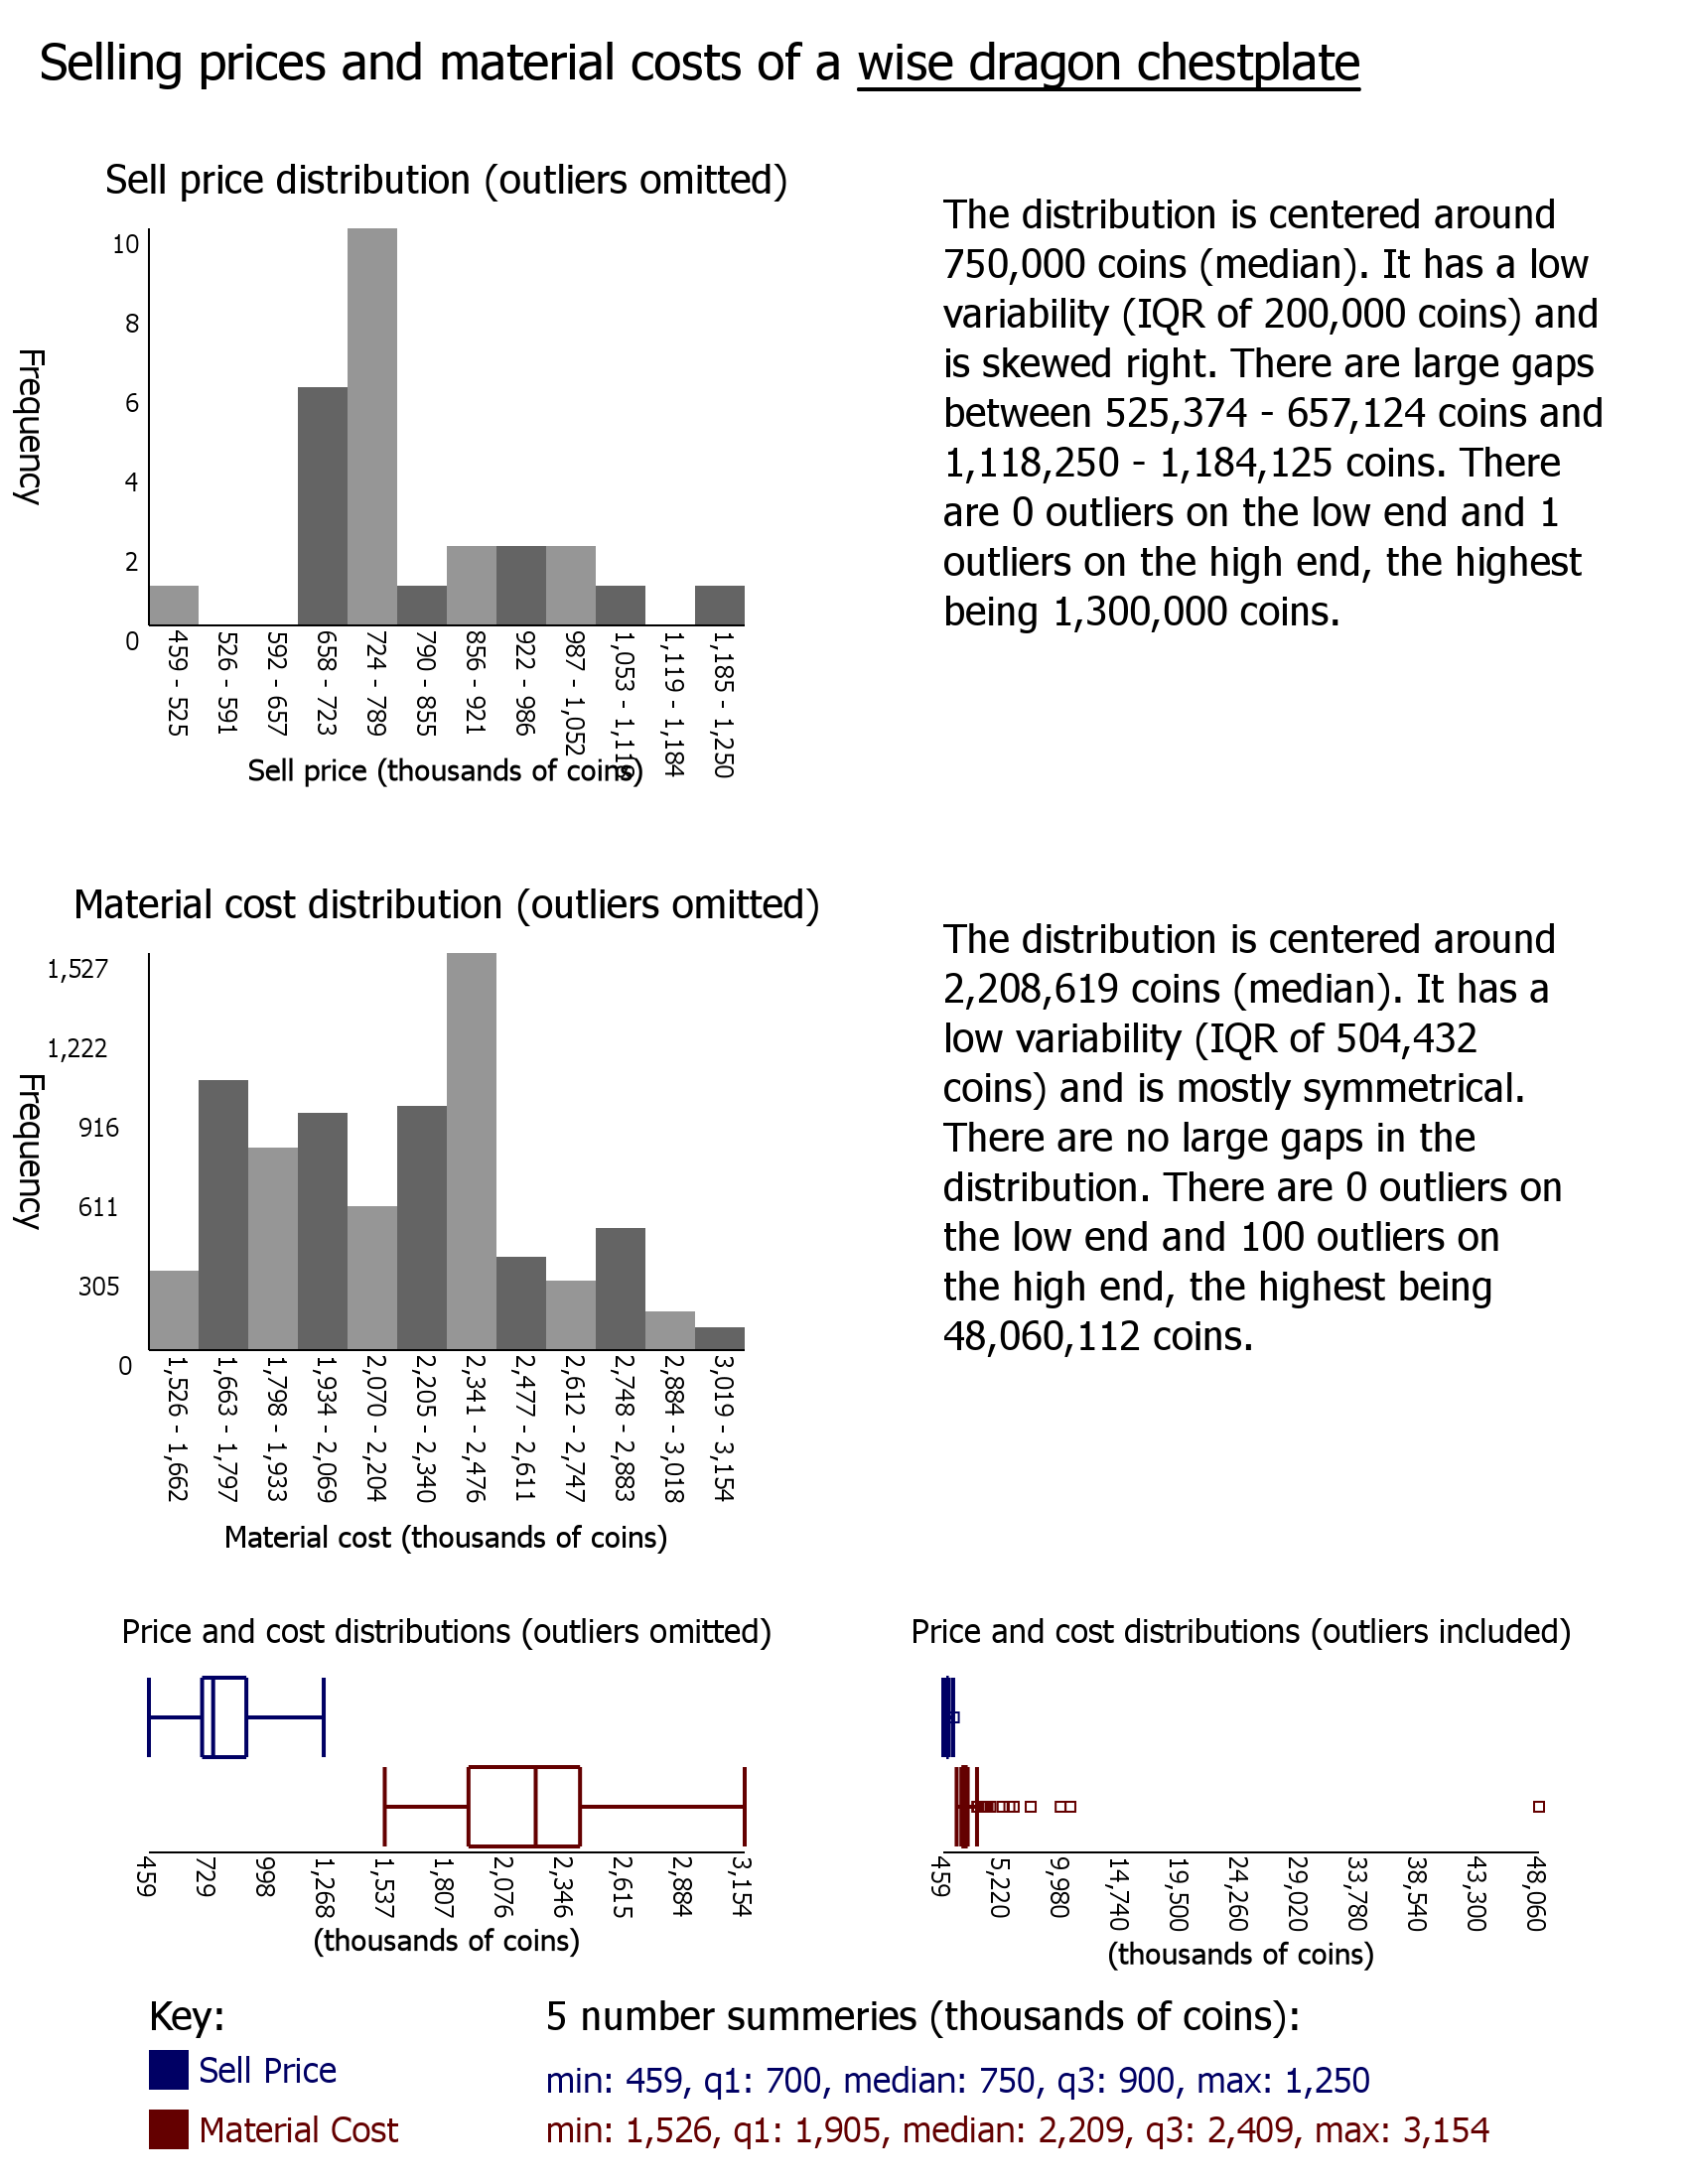 Selling prices and material costs of a wise dragon chestplate
Sell price distribution (outliers omitted)
Frequency
10
8
6
4
2
0
459 - 525
526 - 591
592 - 657
658 - 723
724 - 789
790 - 855
856 - 921
922 - 986
987 - 1,052
1,053 - 1,118
1,119 - 1,184
1,185 - 1,250
Sell price (thousands of coins)
The distribution is centered around
750,000 coins (median). It has a low
variability (IQR of 200,000 coins) and
is skewed right. There are large gaps
between 525,374 - 657,124 coins and
1,118,250 - 1,184,125 coins. There
are 0 outliers on the low end and 1
outliers on the high end, the highest
being 1,300,000 coins.
Material cost distribution (outliers omitted)
Frequency
1,527
1,222
916
611
305
0
1,526 - 1,662
1,663 - 1,797
1,798 - 1,933
1,934 - 2,069
2,070 - 2,204
2,205 - 2,340
2,341 - 2,476
2,477 - 2,611
2,612 - 2,747
2,748 - 2,883
2,884 - 3,018
3,019 - 3,154
Material cost (thousands of coins)
The distribution is centered around
2,208,619 coins (median). It has a
low variability (IQR of 504,432
coins) and is mostly symmetrical.
There are no large gaps in the
distribution. There are 0 outliers on
the low end and 100 outliers on
the high end, the highest being
48,060,112 coins.
Price and cost distributions (outliers omitted)
459
729
998
1,268
1,537
1,807
2,076
2,346
2,615
2,884
3,154
(thousands of coins)
Price and cost distributions (outliers included)
459
5,220
9,980
14,740
19,500
24,260
29,020
33,780
38,540
43,300
48,060
(thousands of coins)
Key:
Sell Price
Material Cost
5 number summeries (thousands of coins):
min: 459, q1: 700, median: 750, q3: 900, max: 1,250
min: 1,526, q1: 1,905, median: 2,209, q3: 2,409, max: 3,154